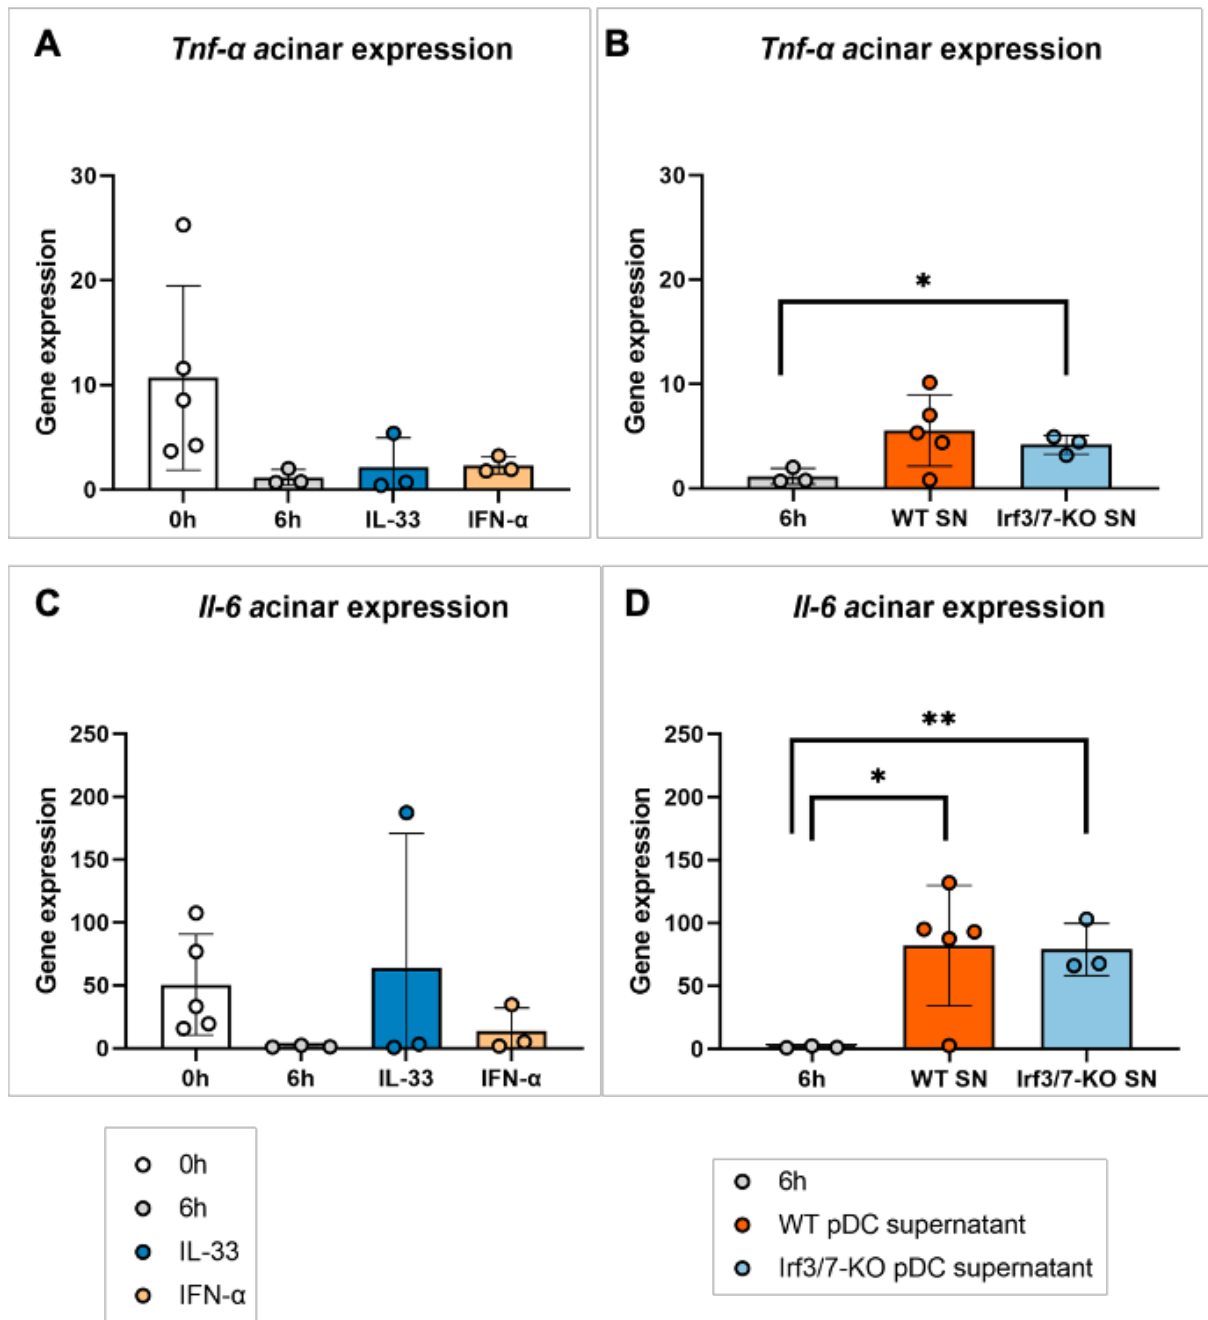 A
Tnf-α acinar expression
Gene expression
30
20
10
0
0h 6h IL-33 IFN-α
B
Tnf-α acinar expression
Gene expression
30
20
10
0
*
6h WT SN Irf3/7-KO SN
C
Il-6 acinar expression
Gene expression
250
200
150
100
50
0
0h 6h IL-33 IFN-α
D
Il-6 acinar expression
Gene expression
250
200
150
100
50
0
**
*
6h WT SN Irf3/7-KO SN
0h
6h
IL-33
IFN-α
6h
WT pDC supernatant
Irf3/7-KO pDC supernatant